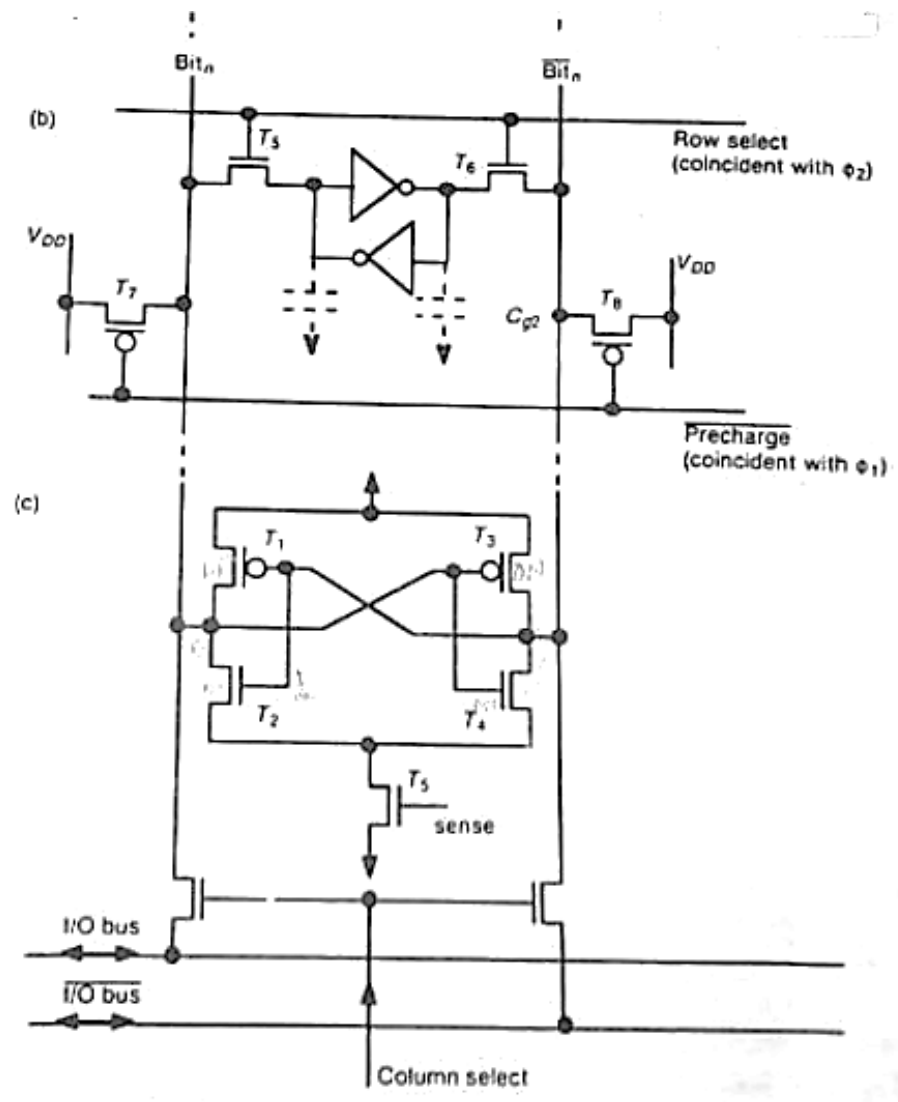 Bitₙ
B̅i̅t̅ₙ
(b)
Row select
(coincident with ϕ₂)
T₅
T₆
V_DD
T₇
C_g2
T₈
V_DD
P̅r̅e̅c̅h̅a̅r̅g̅e̅
(coincident with ϕ₁)
(c)
T₁
T₃
T₂
T₄
T₅
sense
I/O bus
I̅/̅O̅ ̅b̅u̅s̅
Column select